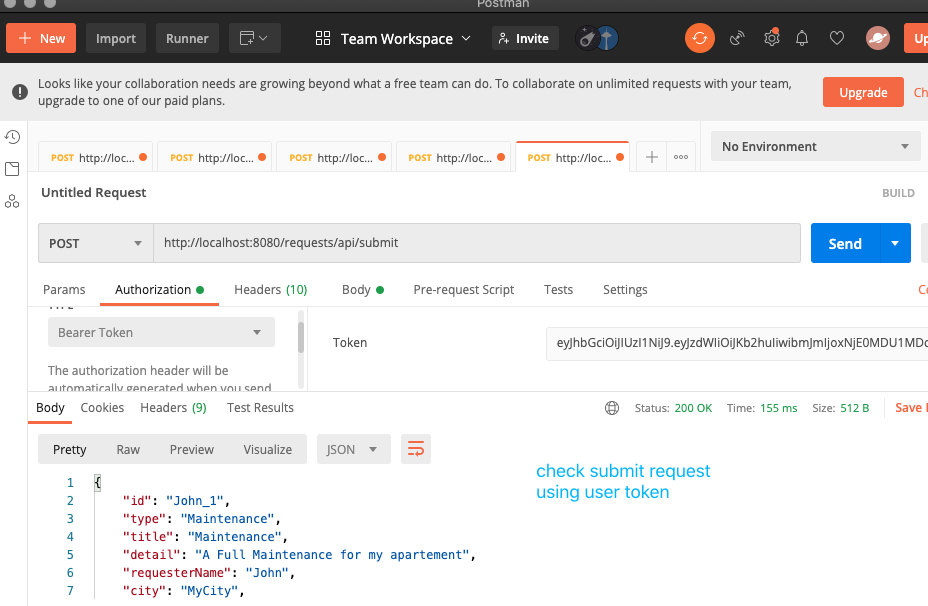 Postman
New
Import
Runner
Team Workspace
Invite
Looks like your collaboration needs are growing beyond what a free team can do. To collaborate on unlimited requests with your team,
upgrade to one of our paid plans.
Upgrade
POST http://loc...
POST http://loc...
POST http://loc...
POST http://loc...
POST http://loc...
No Environment
Untitled Request
BUILD
POST
http://localhost:8080/requests/api/submit
Send
Params
Authorization
Headers (10)
Body
Pre-request Script
Tests
Settings
TYPE
Bearer Token
Token
The authorization header will be
automatically generated when you send
Body
Cookies
Headers (9)
Test Results
Status: 200 OK
Time: 155 ms
Size: 512 B
Save
Pretty
Raw
Preview
Visualize
JSON
check submit request
using user token
1 {
2 "id": "John_1",
3 "type": "Maintenance",
4 "title": "Maintenance",
5 "detail": "A Full Maintenance for my apartement",
6 "requesterName": "John",
7 "city": "MyCity",